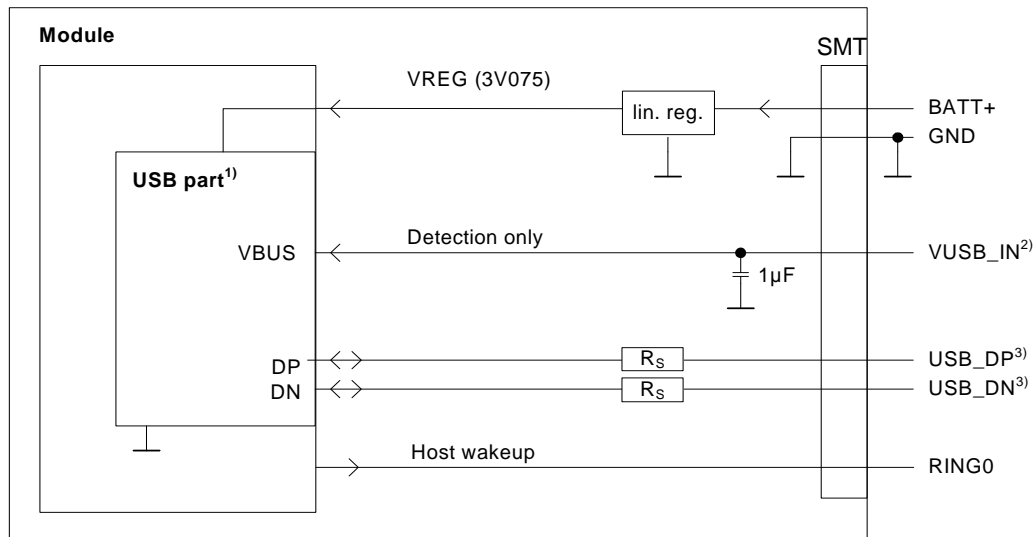 Module
SMT
VREG (3V075)
lin. reg.
BATT+
GND
USB part1)
VBUS
Detection only
VUSB_IN2)
1µF
DP
RS
USB_DP3)
DN
RS
USB_DN3)
Host wakeup
RING0